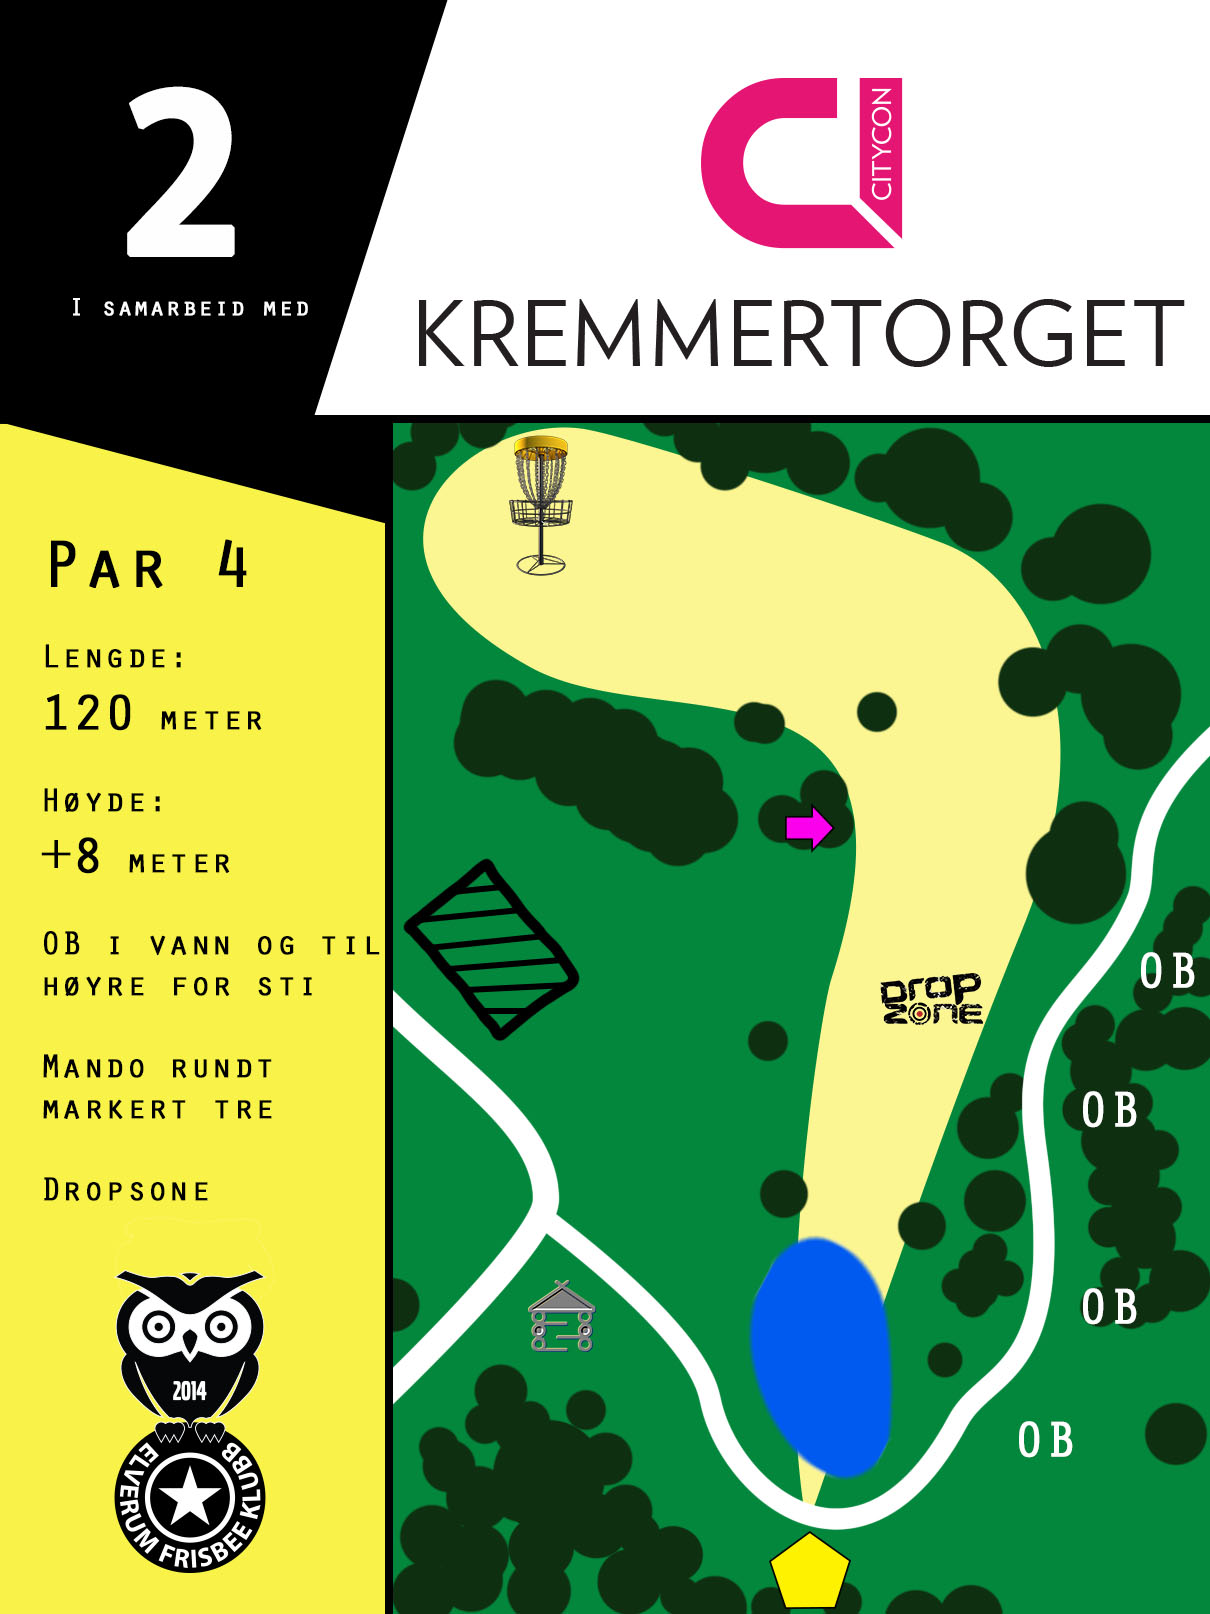 2
I SAMARBEID MED
CITYCON
KREMMERTORGET
PAR 4
LENGDE:
120 METER
HØYDE:
+8 METER
OB I VANN OG TIL
HØYRE FOR STI
MANDO RUNDT
MARKERT TRE
DROPSONE
2014
ELVERUM FRISBEE KLUBB
DROP
ZONE
OB
OB
OB
OB